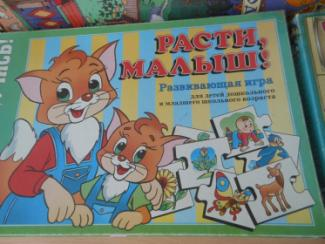 РАСТИ,
МАЛЫШ!
Развивающая игра
для детей дошкольного
и младшего школьного возраста